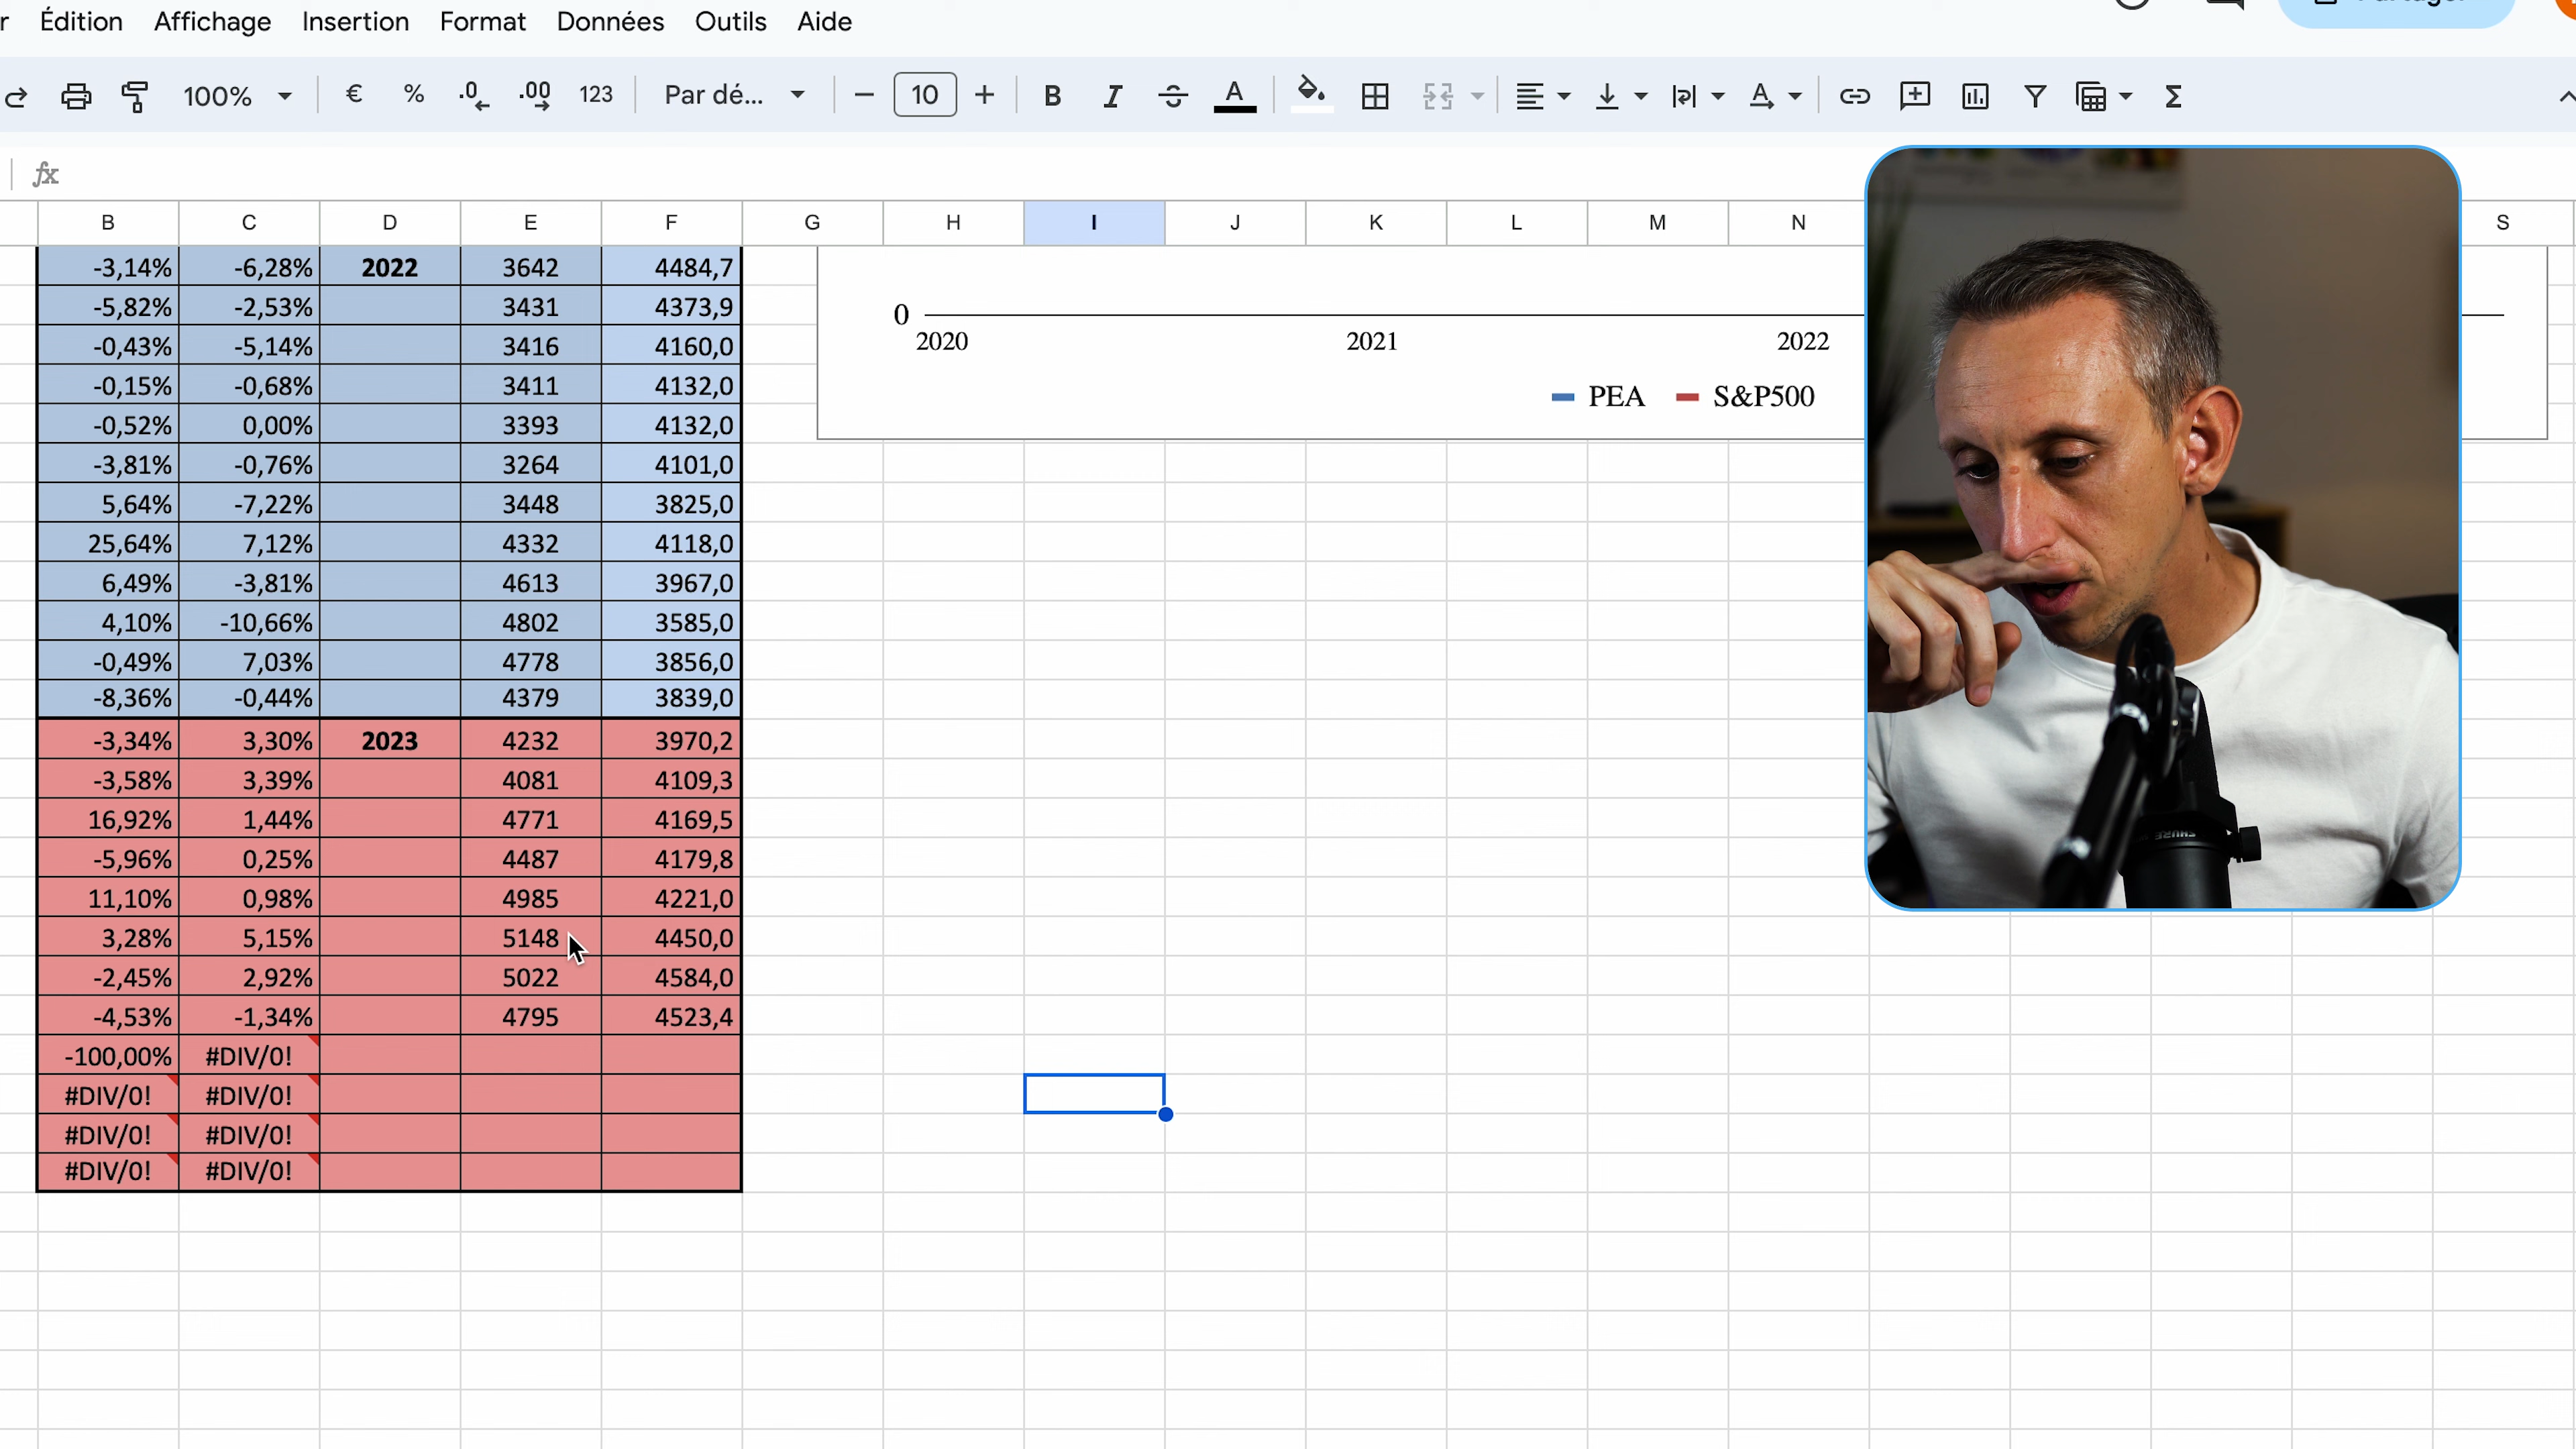 r Édition Affichage Insertion Format Données Outils Aide
100% € % .0 .00 123 Par dé... − 10 + B I S A A Σ
fx
B C D E F G H I J K L M N S
-3,14% -6,28% 2022 3642 4484,7
-5,82% -2,53% 3431 4373,9
-0,43% -5,14% 3416 4160,0
-0,15% -0,68% 3411 4132,0
-0,52% 0,00% 3393 4132,0
-3,81% -0,76% 3264 4101,0
5,64% -7,22% 3448 3825,0
25,64% 7,12% 4332 4118,0
6,49% -3,81% 4613 3967,0
4,10% -10,66% 4802 3585,0
-0,49% 7,03% 4778 3856,0
-8,36% -0,44% 4379 3839,0
-3,34% 3,30% 2023 4232 3970,2
-3,58% 3,39% 4081 4109,3
16,92% 1,44% 4771 4169,5
-5,96% 0,25% 4487 4179,8
11,10% 0,98% 4985 4221,0
3,28% 5,15% 5148 4450,0
-2,45% 2,92% 5022 4584,0
-4,53% -1,34% 4795 4523,4
-100,00% #DIV/0!
#DIV/0! #DIV/0!
#DIV/0! #DIV/0!
#DIV/0! #DIV/0!
0
2020 2021 2022
PEA S&P500
SHURE